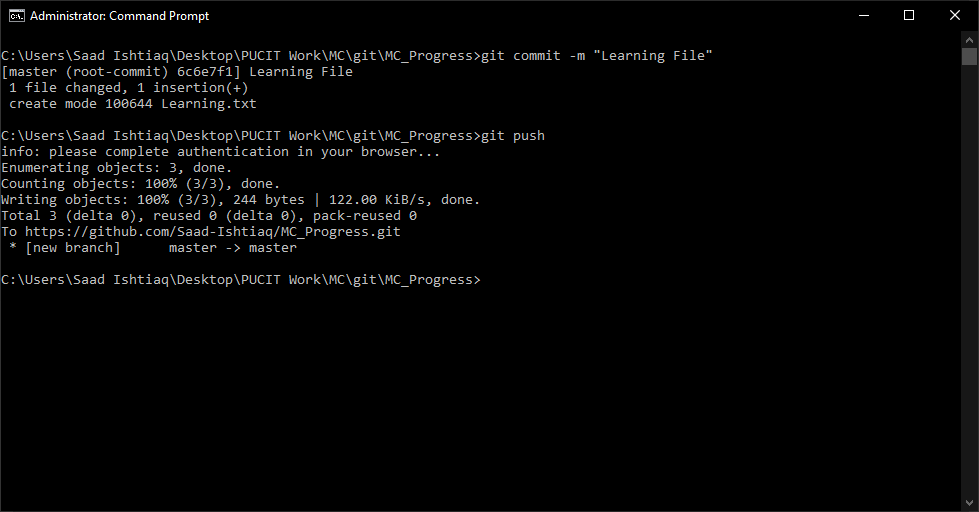 Administrator: Command Prompt
C:\Users\Saad Ishtiaq\Desktop\PUCIT Work\MC\git\MC_Progress>git commit -m "Learning File"
[master (root-commit) 6c6e7f1] Learning File
 1 file changed, 1 insertion(+)
 create mode 100644 Learning.txt
C:\Users\Saad Ishtiaq\Desktop\PUCIT Work\MC\git\MC_Progress>git push
info: please complete authentication in your browser...
Enumerating objects: 3, done.
Counting objects: 100% (3/3), done.
Writing objects: 100% (3/3), 244 bytes | 122.00 KiB/s, done.
Total 3 (delta 0), reused 0 (delta 0), pack-reused 0
To https://github.com/Saad-Ishtiaq/MC_Progress.git
 * [new branch]      master -> master
C:\Users\Saad Ishtiaq\Desktop\PUCIT Work\MC\git\MC_Progress>